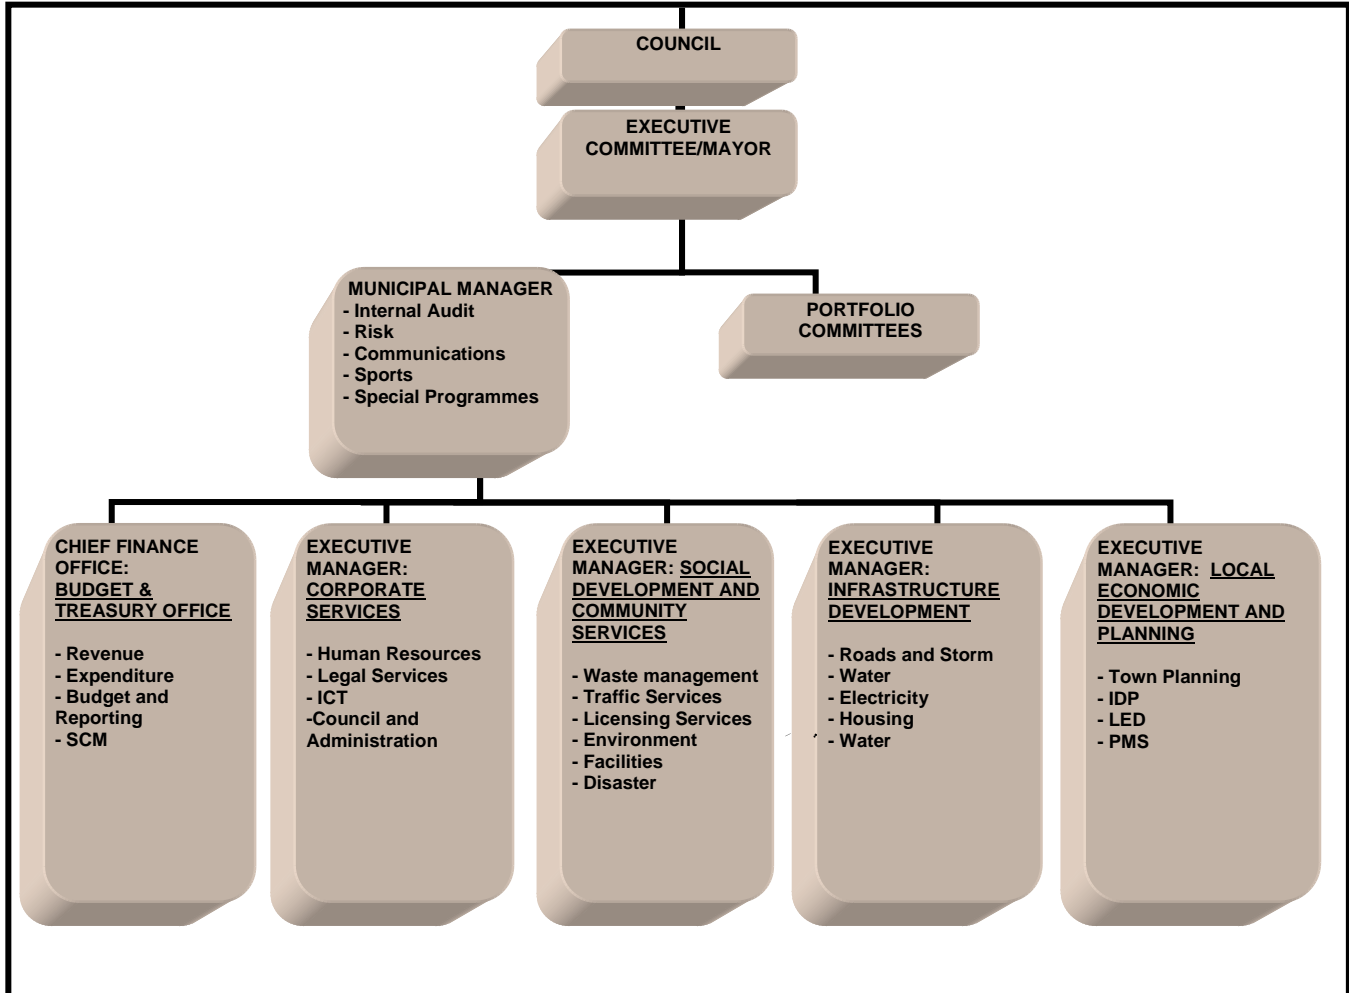 COUNCIL
EXECUTIVE
COMMITTEE/MAYOR
MUNICIPAL MANAGER
- Internal Audit
- Risk
- Communications
- Sports
- Special Programmes
PORTFOLIO
COMMITTEES
CHIEF FINANCE
OFFICE:
BUDGET &
TREASURY OFFICE
- Revenue
- Expenditure
- Budget and
Reporting
- SCM
EXECUTIVE
MANAGER:
CORPORATE
SERVICES
- Human Resources
- Legal Services
- ICT
-Council and
Administration
EXECUTIVE
MANAGER: SOCIAL
DEVELOPMENT AND
COMMUNITY
SERVICES
- Waste management
- Traffic Services
- Licensing Services
- Environment
- Facilities
- Disaster
EXECUTIVE
MANAGER:
INFRASTRUCTURE
DEVELOPMENT
- Roads and Storm
- Water
- Electricity
- Housing
- Water
EXECUTIVE
MANAGER: LOCAL
ECONOMIC
DEVELOPMENT AND
PLANNING
- Town Planning
- IDP
- LED
- PMS